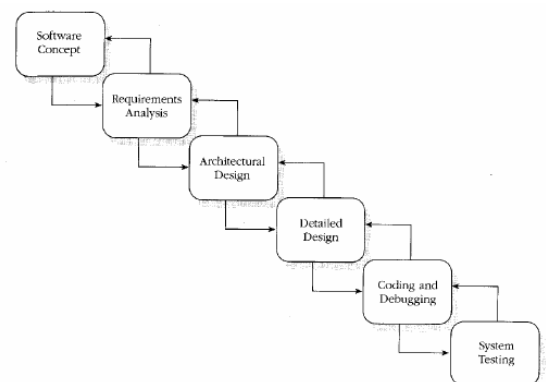 Software
Concept
Requirements
Analysis
Architectural
Design
Detailed
Design
Coding and
Debugging
System
Testing